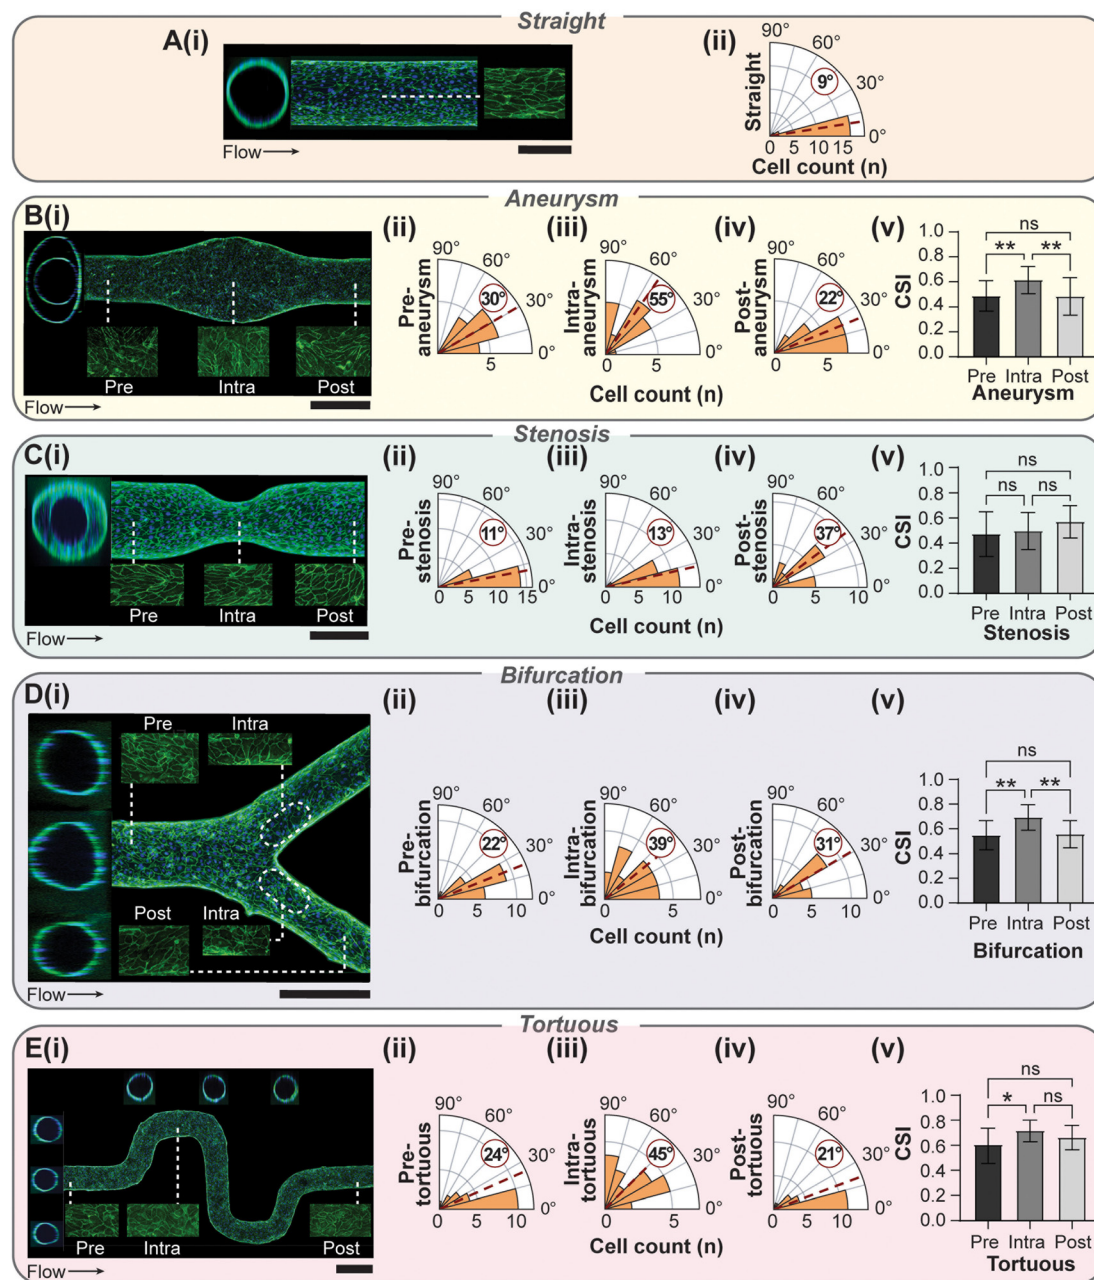 Straight
A(i)
Flow
(ii)
Straight
90°
60°
30°
0°
9°
0 5 10 15
Cell count (n)
Aneurysm
B(i)
Pre
Intra
Post
Flow
(ii)
Pre-
aneurysm
90°
60°
30°
0°
30°
5
(iii)
Intra-
aneurysm
90°
60°
55°
30°
0°
0 5
Cell count (n)
(iv)
Post-
aneurysm
90°
60°
22°
30°
0°
0 5
(v)
CSI
1.0
0.8
0.6
0.4
0.2
0.0
ns
** **
Pre Intra Post
Aneurysm
Stenosis
C(i)
Pre
Intra
Post
Flow
(ii)
Pre-
stenosis
90°
60°
11°
30°
0°
0 5 10 15
(iii)
Intra-
stenosis
90°
60°
13°
30°
0°
0 5 10
Cell count (n)
(iv)
Post-
stenosis
90°
60°
37°
30°
0°
0 5 10
(v)
CSI
1.0
0.8
0.6
0.4
0.2
0.0
ns
ns ns
Pre Intra Post
Stenosis
Bifurcation
D(i)
Pre
Intra
Post
Intra
Flow
(ii)
Pre-
bifurcation
90°
60°
22°
30°
0°
0 5 10
(iii)
Intra-
bifurcation
90°
60°
39°
30°
0°
0 5
Cell count (n)
(iv)
Post-
bifurcation
90°
60°
31°
30°
0°
0 5 10
(v)
CSI
1.0
0.8
0.6
0.4
0.2
0.0
ns
** **
Pre Intra Post
Bifurcation
Tortuous
E(i)
Pre
Intra
Post
Flow
(ii)
Pre-
tortuous
90°
60°
24°
30°
0°
0 5 10
(iii)
Intra-
tortuous
90°
60°
45°
30°
0°
0 5
Cell count (n)
(iv)
Post-
tortuous
90°
60°
21°
30°
0°
0 5 10
(v)
CSI
1.0
0.8
0.6
0.4
0.2
0.0
ns
* ns
Pre Intra Post
Tortuous